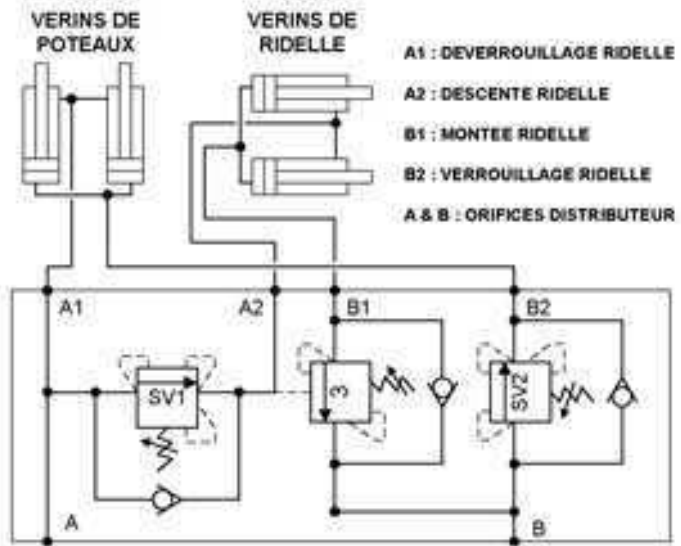 VERINS DE
POTEAUX
VERINS DE
RIDELLE
A1 : DEVERROUILLAGE RIDELLE
A2 : DESCENTE RIDELLE
B1 : MONTEE RIDELLE
B2 : VERROUILLAGE RIDELLE
A & B : ORIFICES DISTRIBUTEUR
A1
A2
B1
B2
SV1
3
SV2
A
B